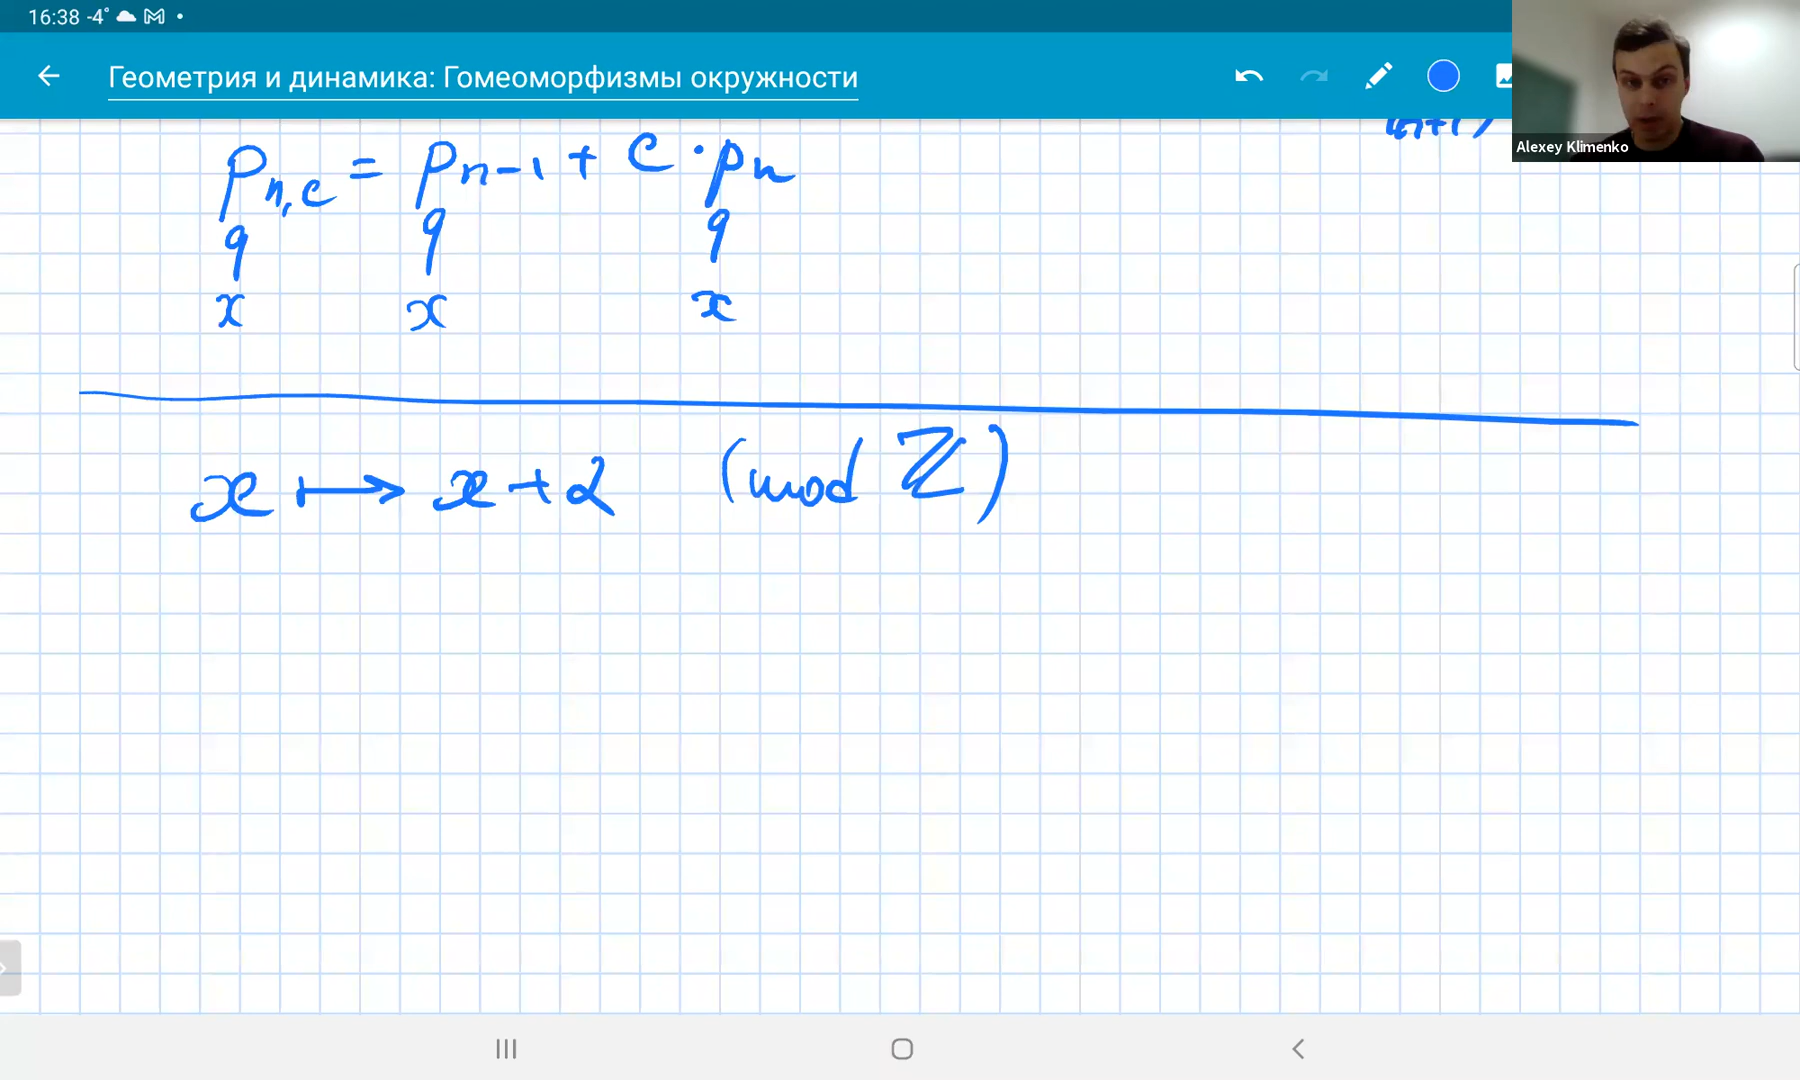 16:38 -4°
Геометрия и динамика: Гомеоморфизмы окружности
Alexey Klimenko
p_{n,c} = p_{n-1} + c · p_n
q q q
x x x
x ↦ x + α (mod ℤ)